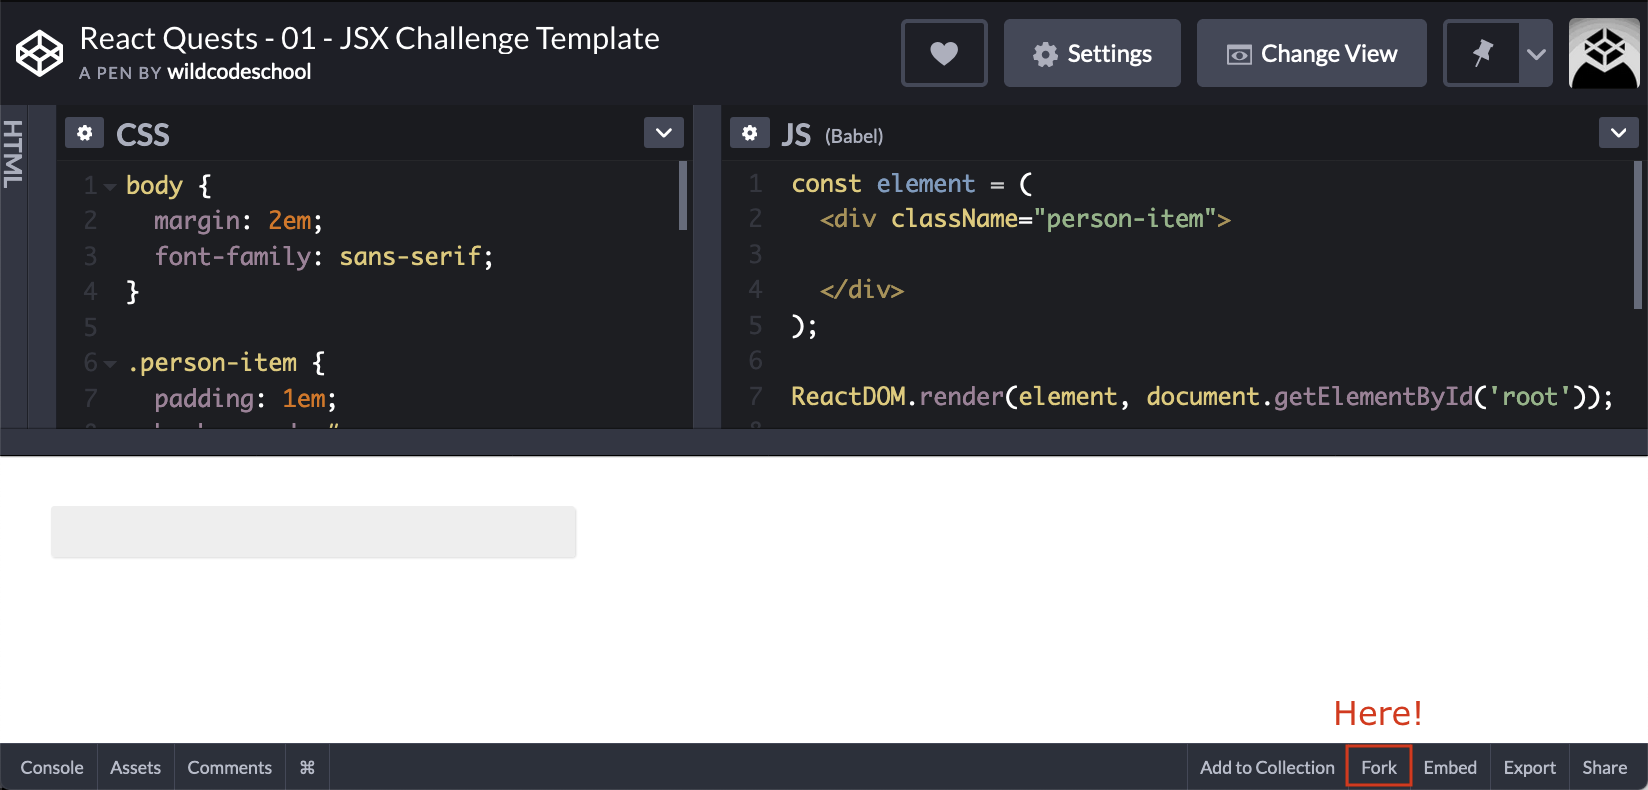 React Quests - 01 - JSX Challenge Template
A PEN BY wildcodeschool
Settings
Change View
HTML
CSS
1 body {
2 margin: 2em;
3 font-family: sans-serif;
4 }
5
6 .person-item {
7 padding: 1em;
JS (Babel)
1 const element = (
2 <div className="person-item">
3
4 </div>
5 );
6
7 ReactDOM.render(element, document.getElementById('root'));
Here!
Console Assets Comments ⌘ Add to Collection Fork Embed Export Share